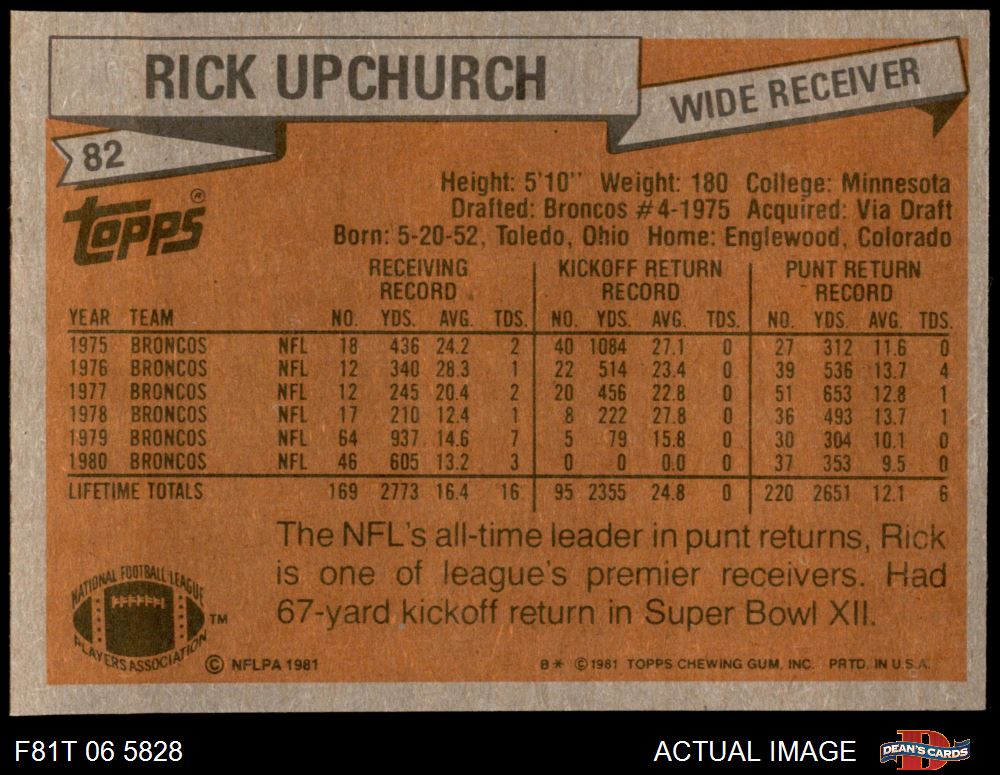 RICK UPCHURCH
WIDE RECEIVER
82
topps®
Height: 5'10" Weight: 180 College: Minnesota
Drafted: Broncos #4-1975 Acquired: Via Draft
Born: 5-20-52, Toledo, Ohio Home: Englewood, Colorado
RECEIVING RECORD KICKOFF RETURN RECORD PUNT RETURN RECORD
YEAR TEAM NO. YDS. AVG. TDS. NO. YDS. AVG. TDS. NO. YDS. AVG. TDS.
1975 BRONCOS NFL 18 436 24.2 2 40 1084 27.1 0 27 312 11.6 0
1976 BRONCOS NFL 12 340 28.3 1 22 514 23.4 0 39 536 13.7 4
1977 BRONCOS NFL 12 245 20.4 2 20 456 22.8 0 51 653 12.8 1
1978 BRONCOS NFL 17 210 12.4 1 8 222 27.8 0 36 493 13.7 1
1979 BRONCOS NFL 64 937 14.6 7 5 79 15.8 0 30 304 10.1 0
1980 BRONCOS NFL 46 605 13.2 3 0 0 0.0 0 37 353 9.5 0
LIFETIME TOTALS 169 2773 16.4 16 95 2355 24.8 0 220 2651 12.1 6
The NFL's all-time leader in punt returns, Rick
is one of league's premier receivers. Had
67-yard kickoff return in Super Bowl XII.
NATIONAL FOOTBALL LEAGUE
PLAYERS ASSOCIATION
TM
© NFLPA 1981
B* ©1981 TOPPS CHEWING GUM, INC. PRTD. IN U.S.A.
F81T 06 5828
ACTUAL IMAGE
D
DEAN'S CARDS